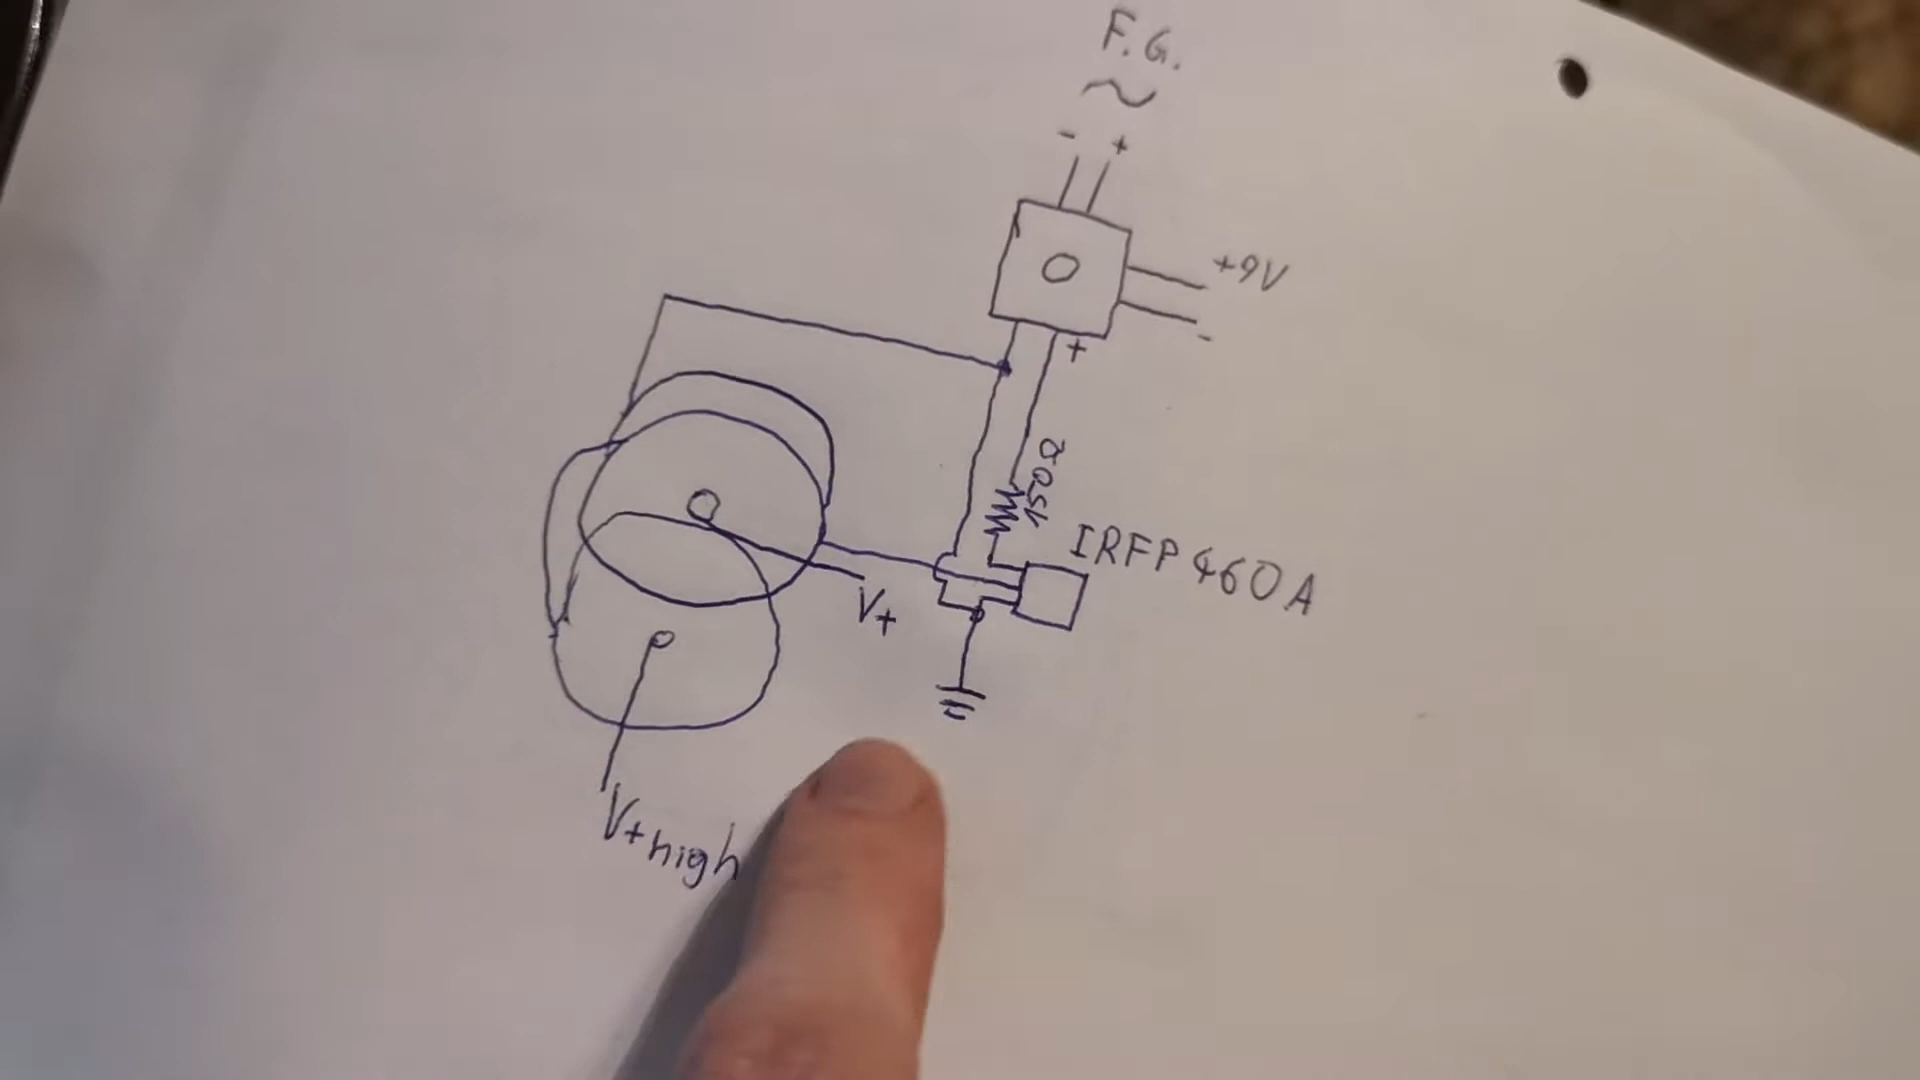 F.G.
~
- +
+9V
-
+
150Ω
IRFP460A
V+
V+high